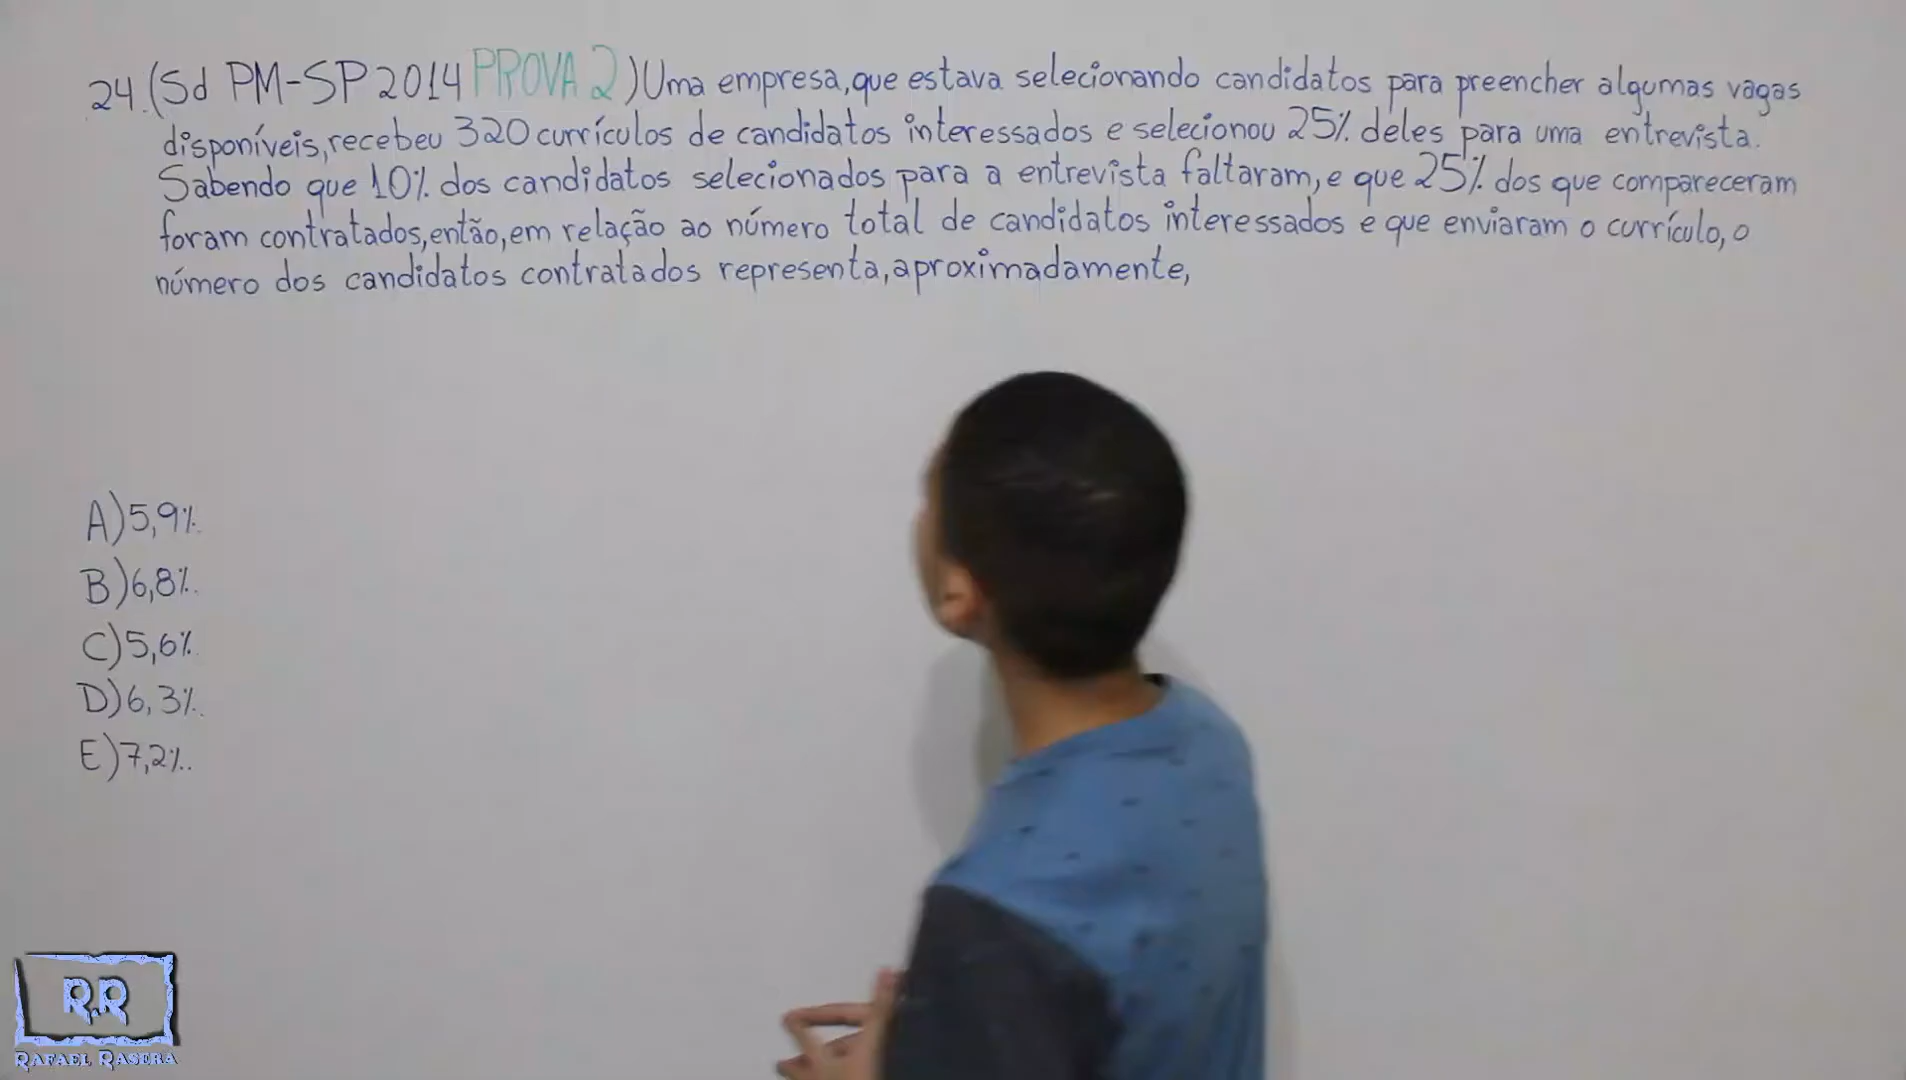 24.(Sd PM-SP 2014 PROVA 2) Uma empresa, que estava selecionando candidatos para preencher algumas vagas
disponíveis, recebeu 320 currículos de candidatos interessados e selecionou 25% deles para uma entrevista.
Sabendo que 10% dos candidatos selecionados para a entrevista faltaram, e que 25% dos que compareceram
foram contratados, então, em relação ao número total de candidatos interessados e que enviaram o currículo, o
número dos candidatos contratados representa, aproximadamente,
A) 5,9%.
B) 6,8%.
C) 5,6%.
D) 6,3%.
E) 7,2%.
R.R
RAFAEL RASERA